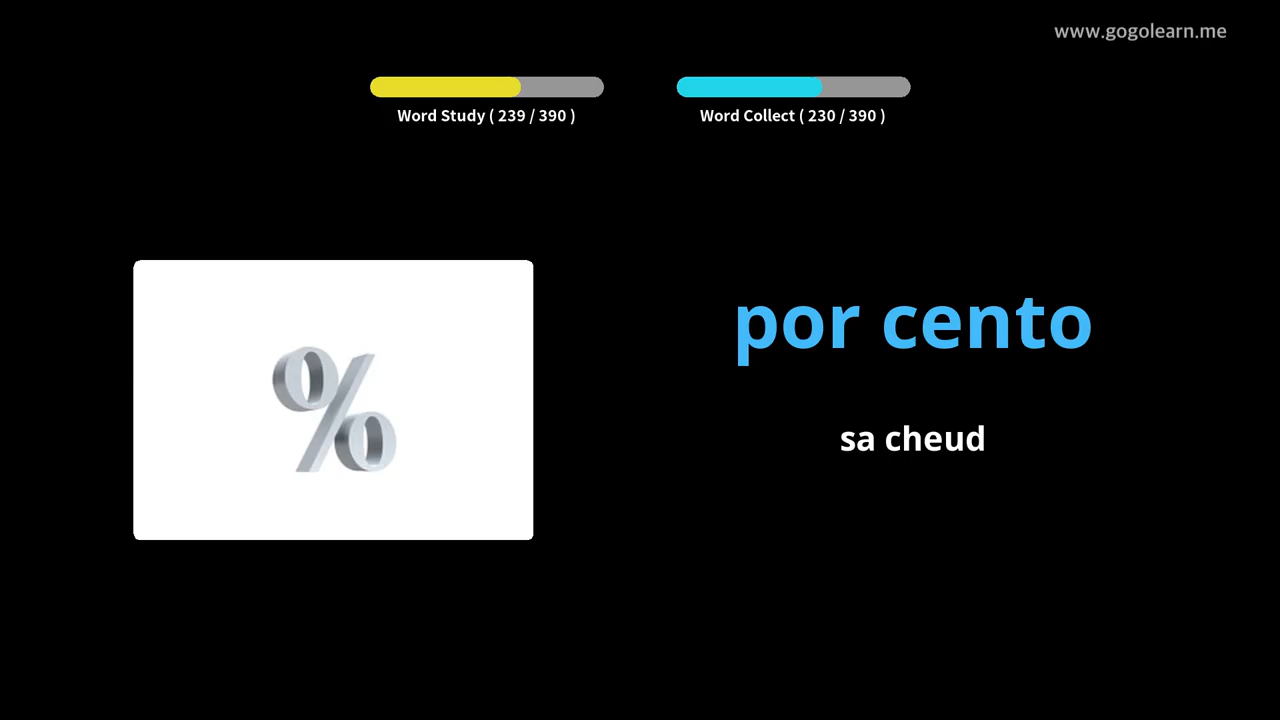 www.gogolearn.me
Word Study ( 239 / 390 )
Word Collect ( 230 / 390 )
%
por cento
sa cheud